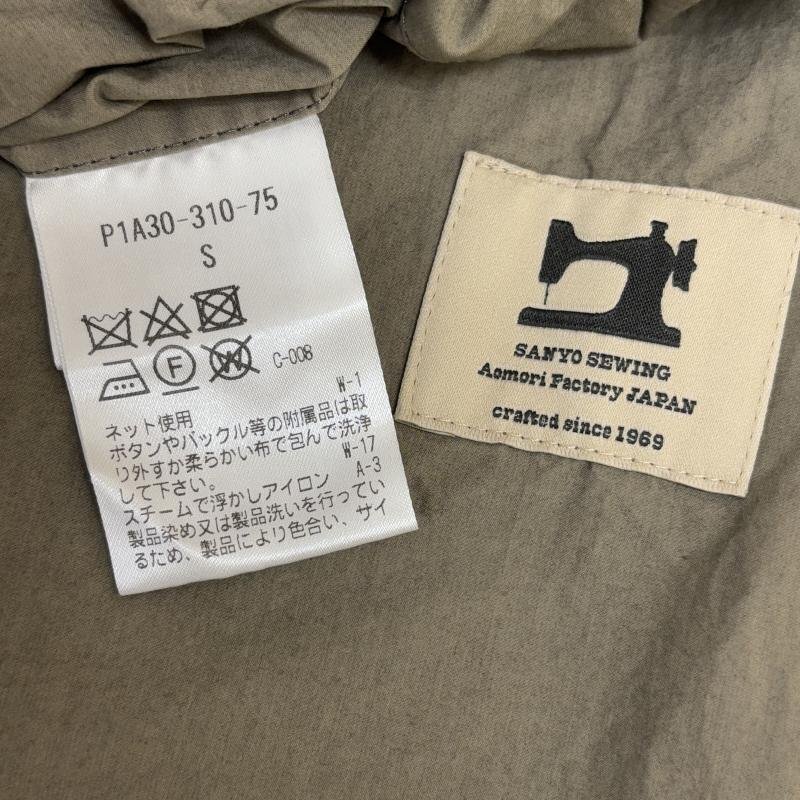 P1A30-310-75
S
F W C-008
W-1
ネット使用
ボタンやバックル等の附属品は取
り外すか柔らかい布で包んで洗浄
して下さい。 W-17
A-3
スチームで浮かしアイロン
製品染め又は製品洗いを行ってい
るため、製品により色合い、サイ
SANYO SEWING
Aomori Factory JAPAN
crafted since 1969